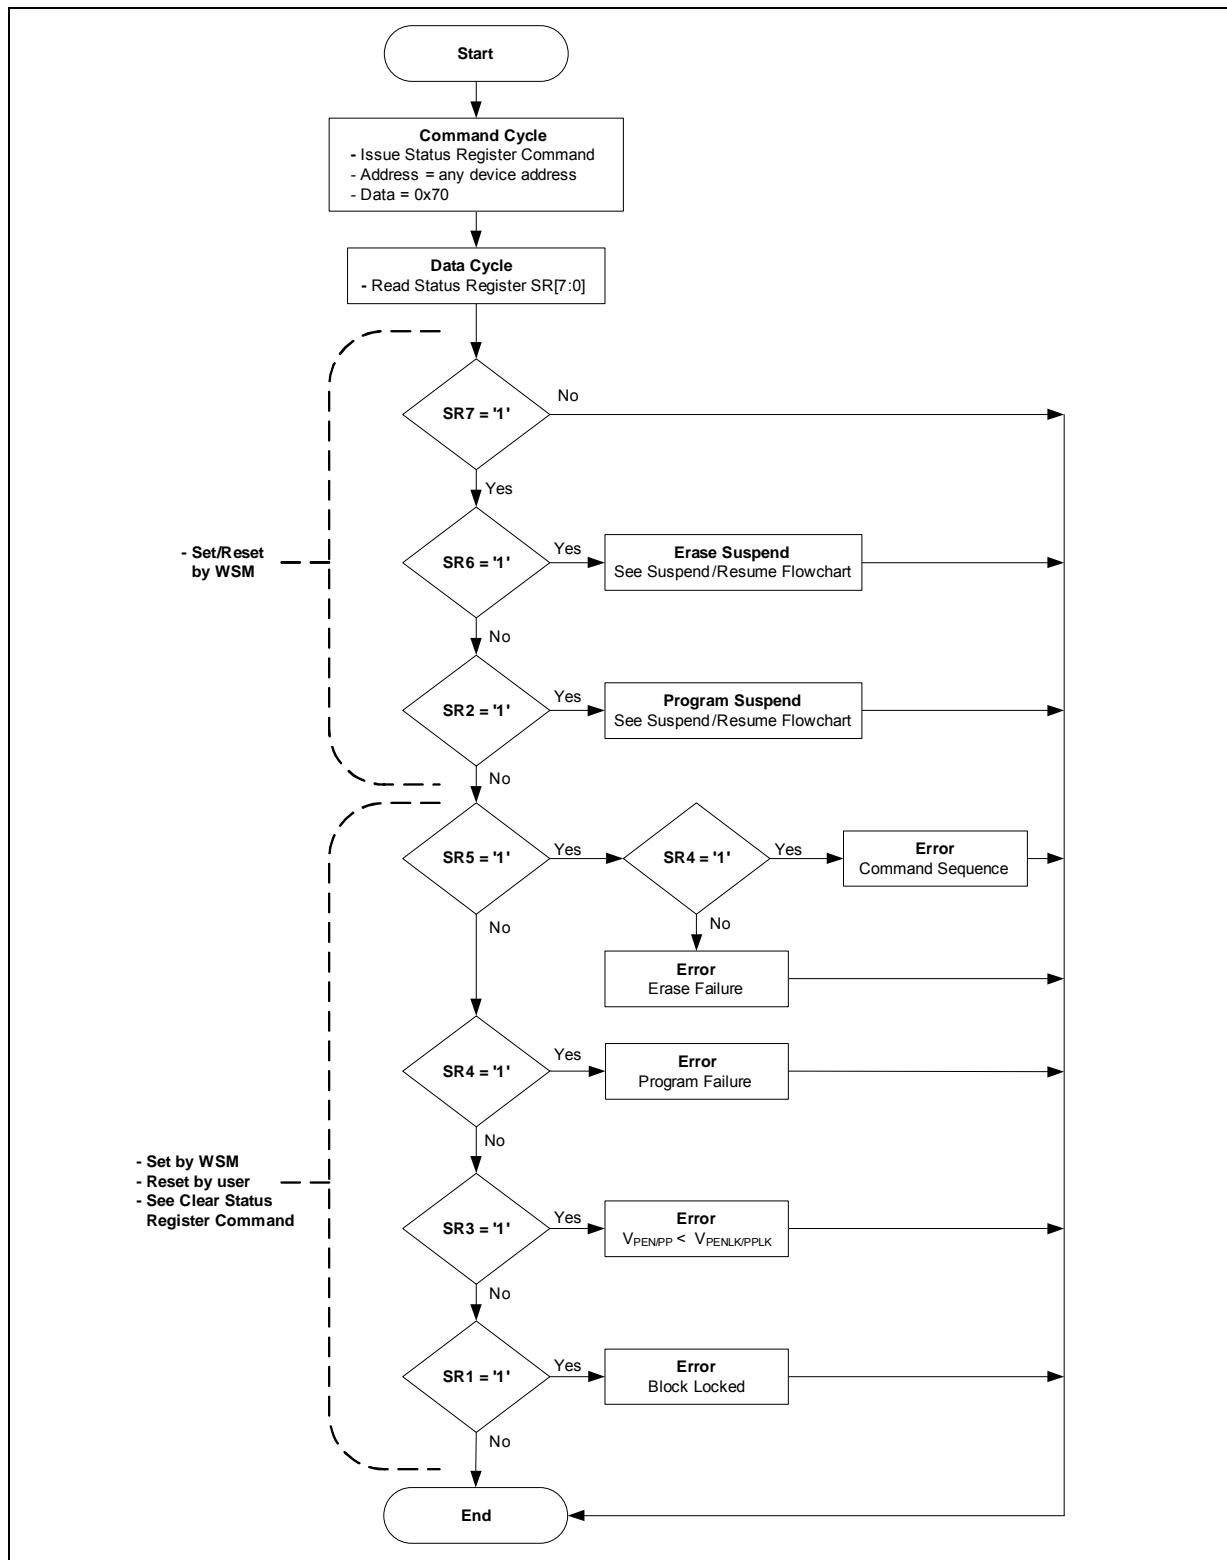 Start
Command Cycle
- Issue Status Register Command
- Address = any device address
- Data = 0x70
Data Cycle
- Read Status Register SR[7:0]
SR7 = '1'
No
Yes
- Set/Reset
by WSM
SR6 = '1'
Yes
Erase Suspend
See Suspend/Resume Flowchart
No
SR2 = '1'
Yes
Program Suspend
See Suspend/Resume Flowchart
No
SR5 = '1'
Yes
SR4 = '1'
Yes
Error
Command Sequence
No
No
Error
Erase Failure
SR4 = '1'
Yes
Error
Program Failure
No
- Set by WSM
- Reset by user
- See Clear Status
Register Command
SR3 = '1'
Yes
Error
VPEN/PP < VPENLK/PPLK
No
SR1 = '1'
Yes
Error
Block Locked
No
End